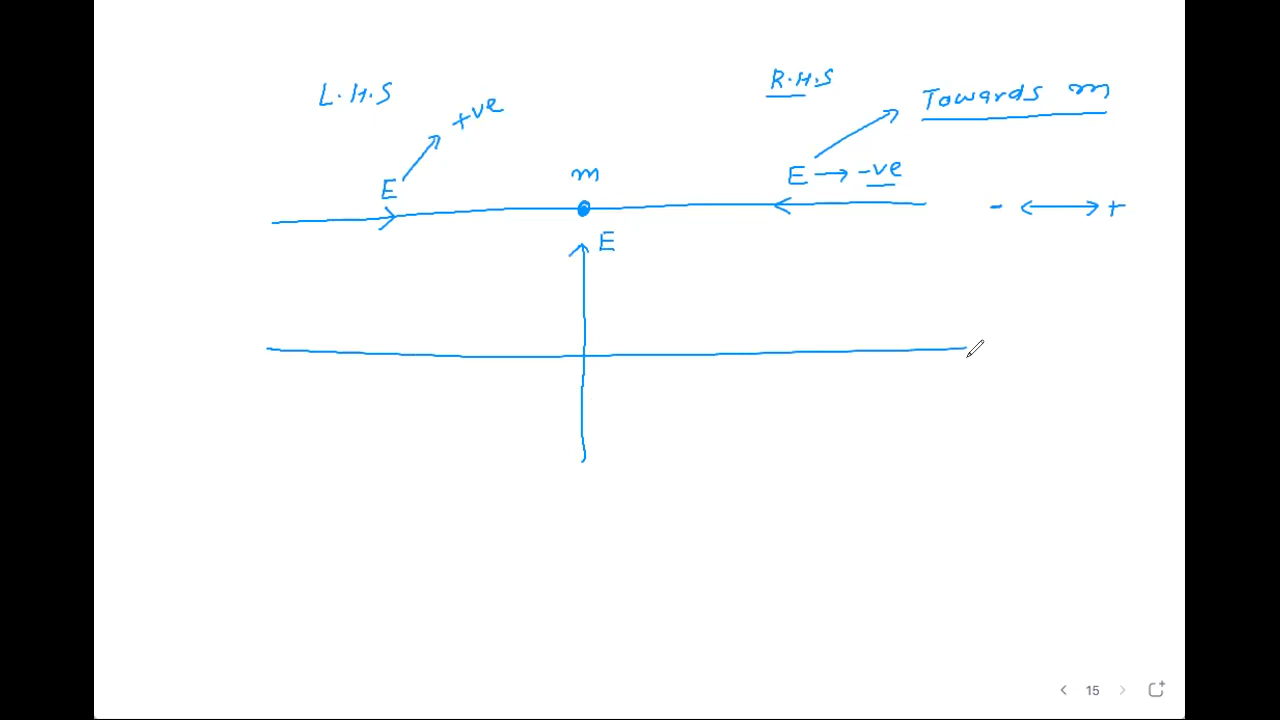 L.H.S
R.H.S
+ve
Towards m
m
E
E → -ve
- ↔ +
E
15